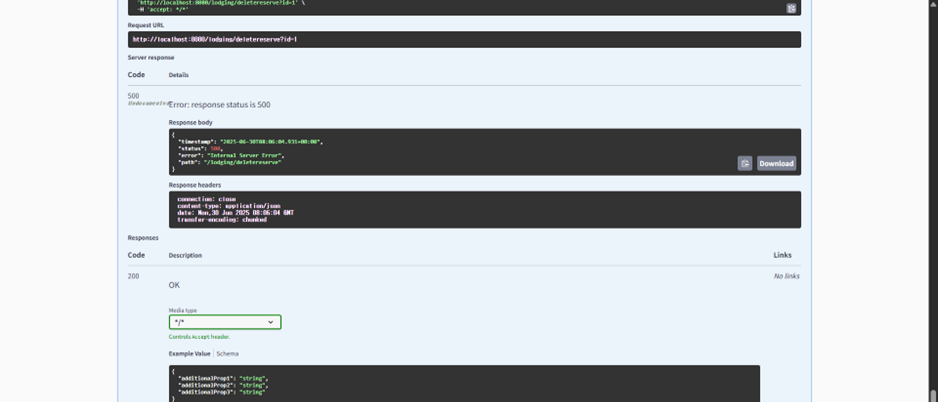 'http://localhost:8080/lodging/deletereserve?id=1' \
-H 'accept: */*'
Request URL
http://localhost:8080/lodging/deletereserve?id=1
Server response
Code Details
500
Undocumented
Error: response status is 500
Response body
{
"timestamp": "2025-06-30T08:06:04.931+00:00",
"status": 500,
"error": "Internal Server Error",
"path": "/lodging/deletereserve"
}
Download
Response headers
connection: close
content-type: application/json
date: Mon,30 Jun 2025 08:06:04 GMT
transfer-encoding: chunked
Responses
Code Description Links
200 No links
OK
Media type
*/*
Controls Accept header.
Example Value Schema
{
"additionalProp1": "string",
"additionalProp2": "string",
"additionalProp3": "string"
}